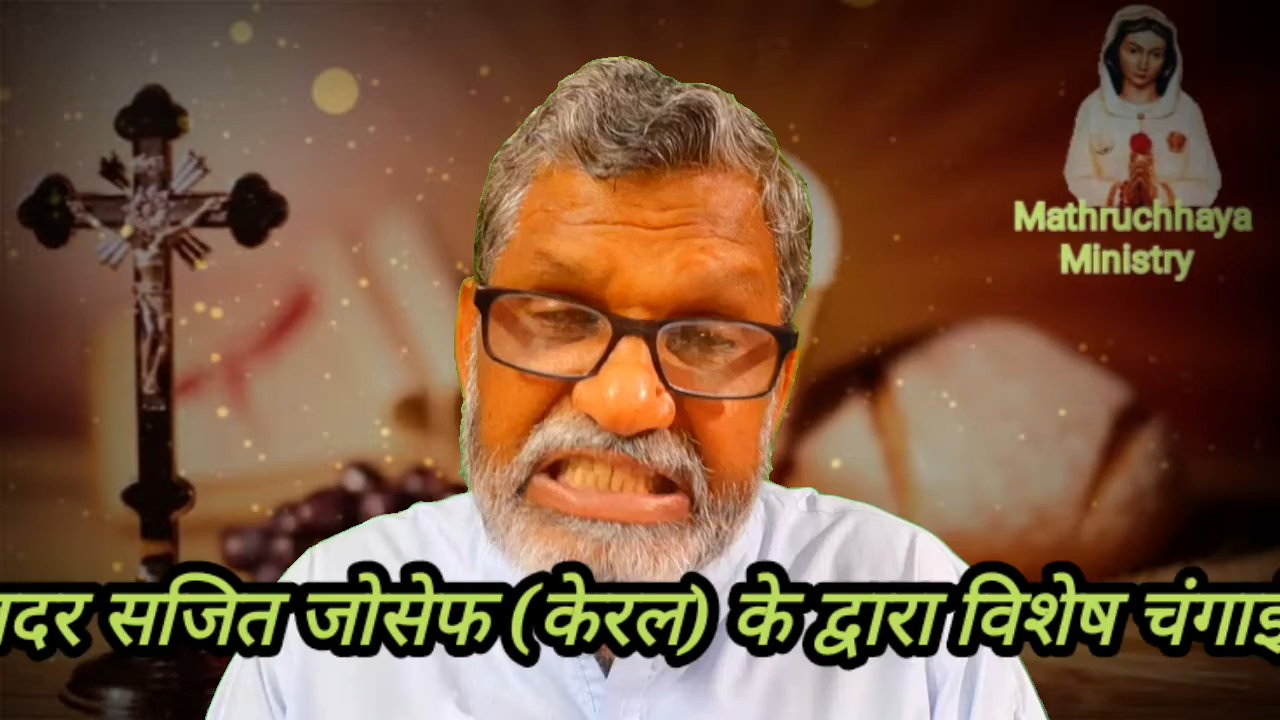 Mathruchhaya
Ministry
सजित जोसेफ (केरल) के द्वारा विशेष